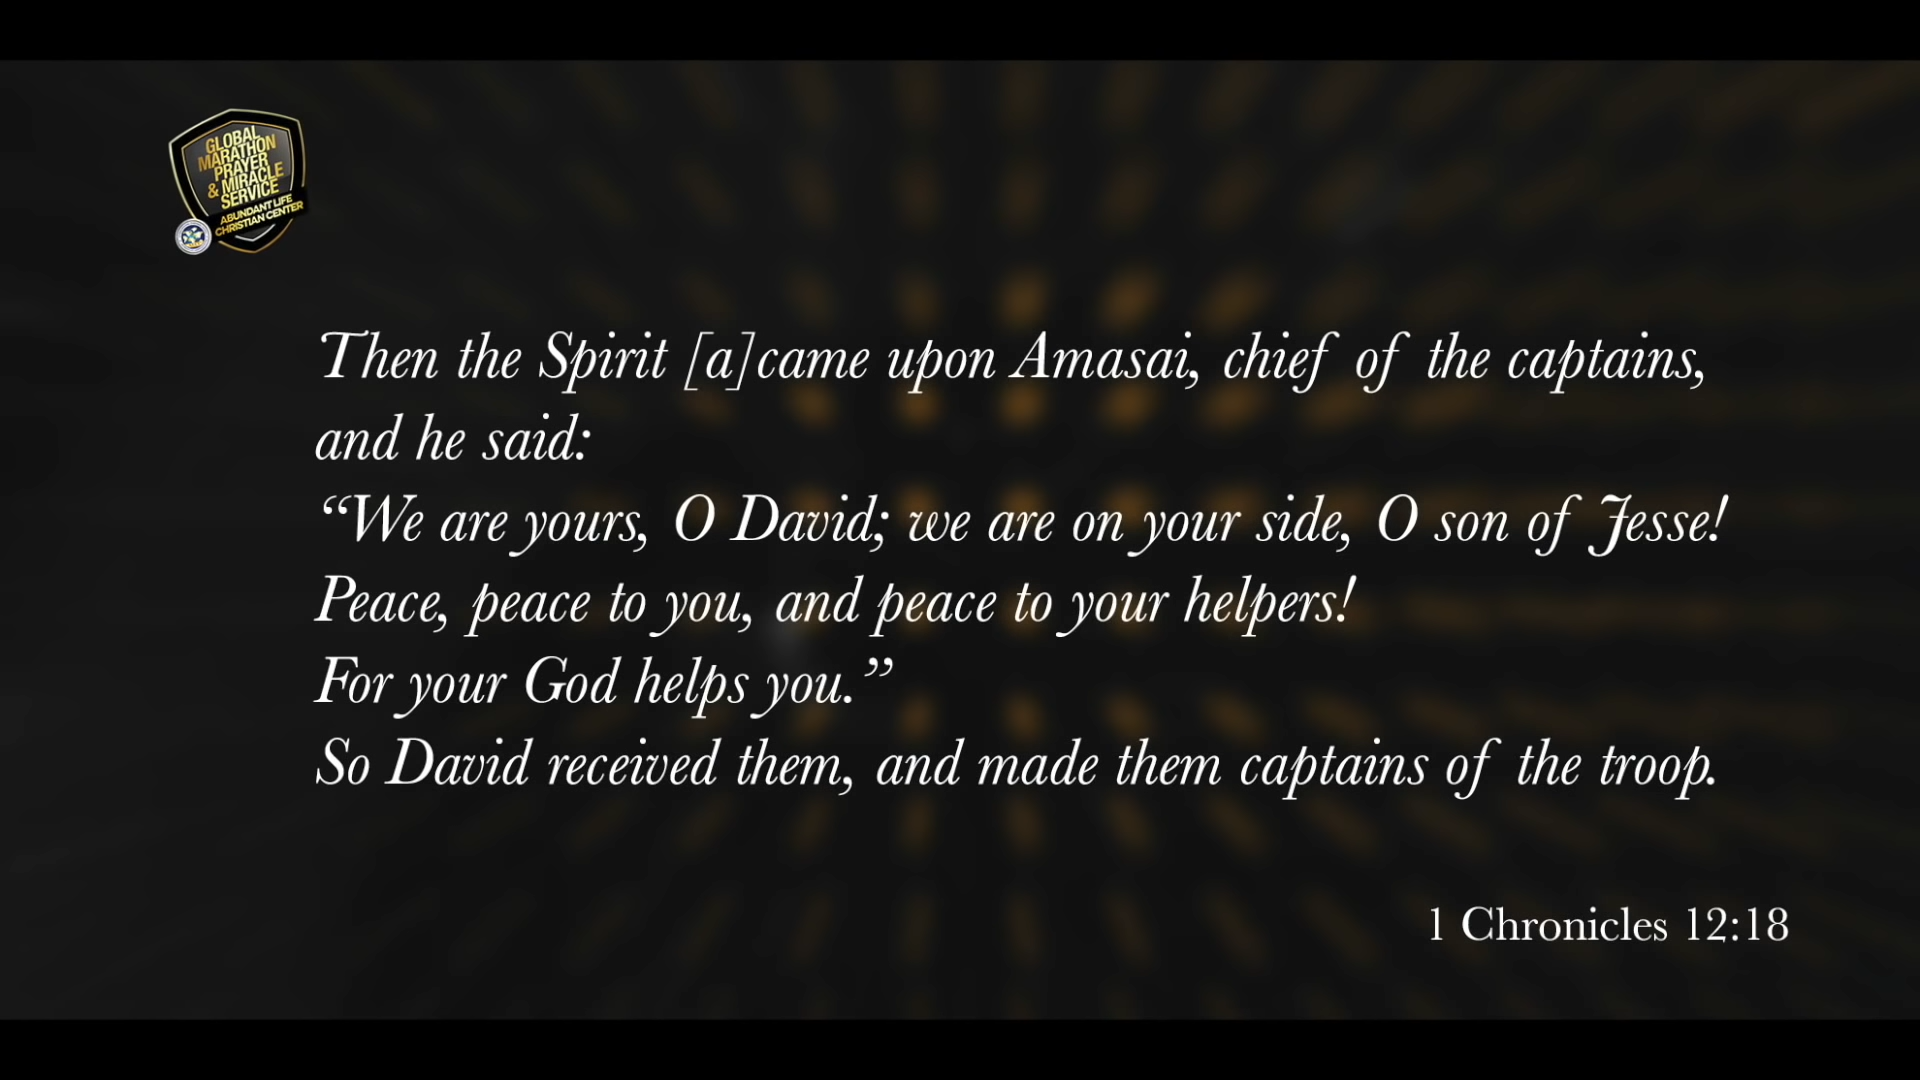 GLOBAL
MARATHON
PRAYER
& MIRACLE
SERVICE
ABUNDANT LIFE
CHRISTIAN CENTER
Then the Spirit [a]came upon Amasai, chief of the captains,
and he said:
“We are yours, O David; we are on your side, O son of Jesse!
Peace, peace to you, and peace to your helpers!
For your God helps you.”
So David received them, and made them captains of the troop.
1 Chronicles 12:18